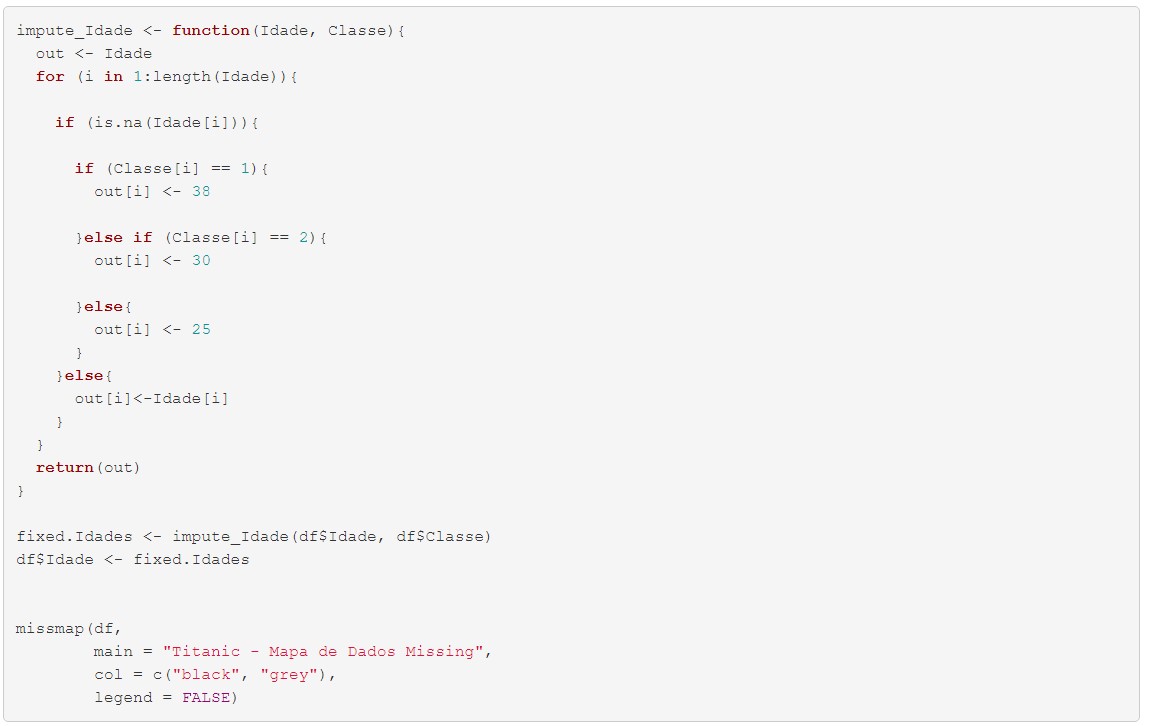 impute_Idade <- function(Idade, Classe){
  out <- Idade
  for (i in 1:length(Idade)){

    if (is.na(Idade[i])){

      if (Classe[i] == 1){
        out[i] <- 38

      }else if (Classe[i] == 2){
        out[i] <- 30

      }else{
        out[i] <- 25
      }
    }else{
      out[i]<-Idade[i]
    }
  }
  return(out)
}

fixed.Idades <- impute_Idade(df$Idade, df$Classe)
df$Idade <- fixed.Idades


missmap(df,
        main = "Titanic - Mapa de Dados Missing",
        col = c("black", "grey"),
        legend = FALSE)